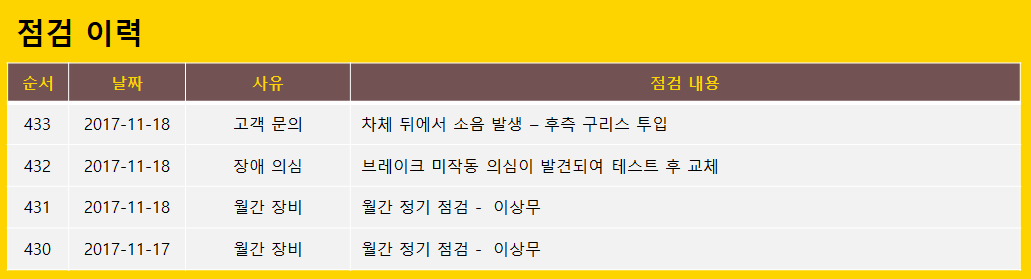 점검 이력
순서 날짜 사유 점검 내용
433 2017-11-18 고객 문의 차체 뒤에서 소음 발생 – 후측 구리스 투입
432 2017-11-18 장애 의심 브레이크 미작동 의심이 발견되여 테스트 후 교체
431 2017-11-18 월간 장비 월간 정기 점검 - 이상무
430 2017-11-17 월간 장비 월간 정기 점검 - 이상무